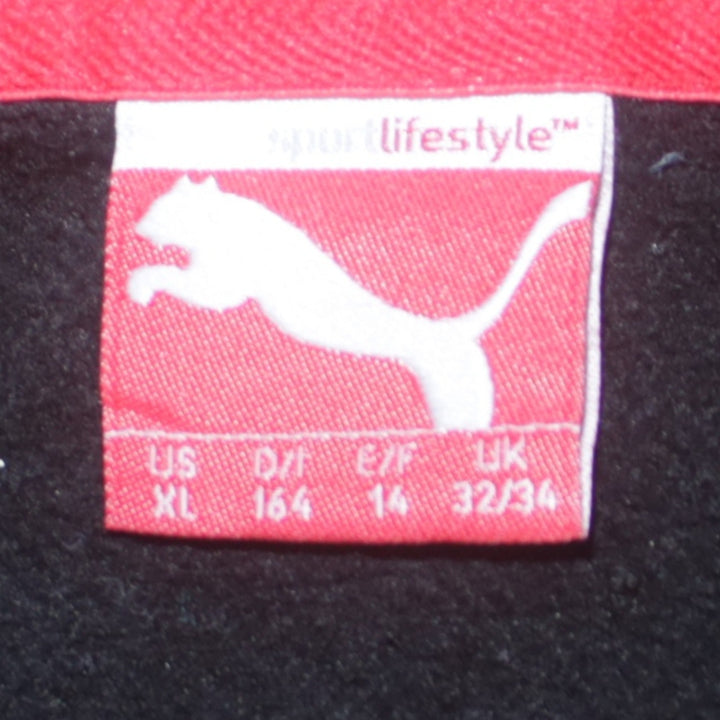 sportlifestyle™
US D/F E/F UK
XL 164 14 32/34